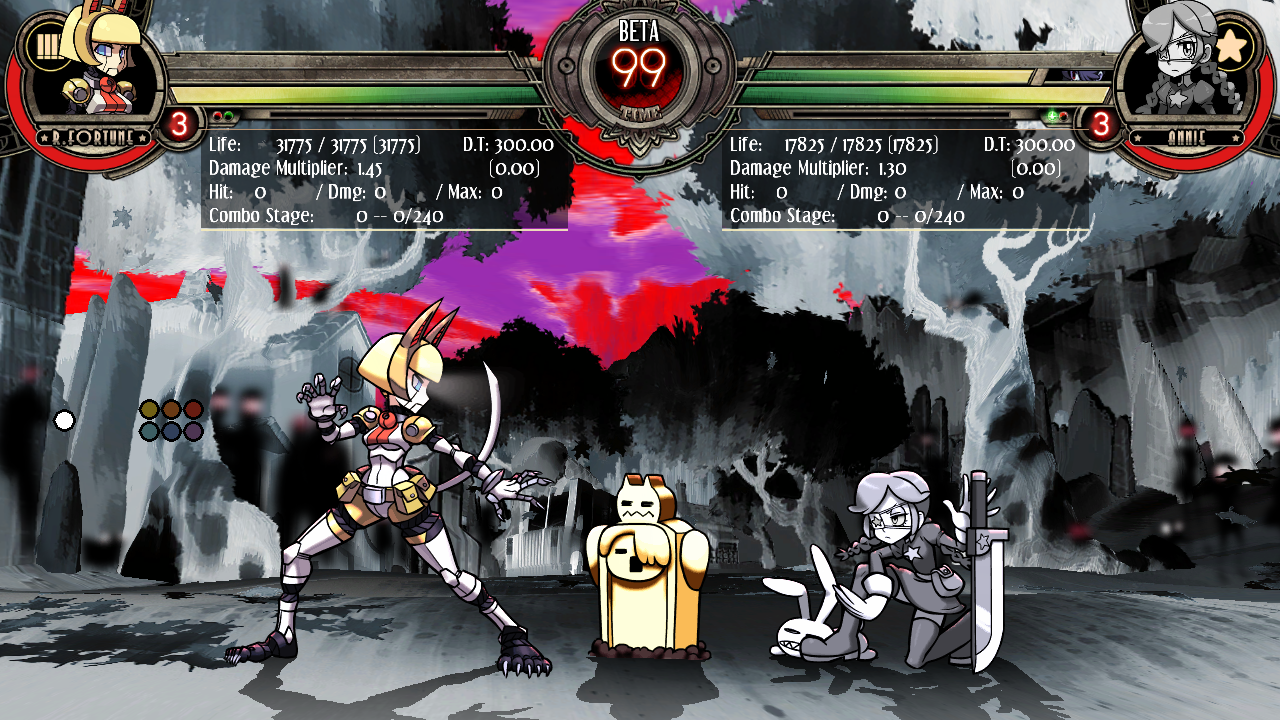 BETA
99
TIME
R.FORTUNE
3
3
ANNIE
Life: 31775 / 31775 (31775) D.T: 300.00
Damage Multiplier: 1.45 (0.00)
Hit: 0 / Dmg: 0 / Max: 0
Combo Stage: 0 -- 0/240
Life: 17825 / 17825 (17825) D.T: 300.00
Damage Multiplier: 1.30 (0.00)
Hit: 0 / Dmg: 0 / Max: 0
Combo Stage: 0 -- 0/240